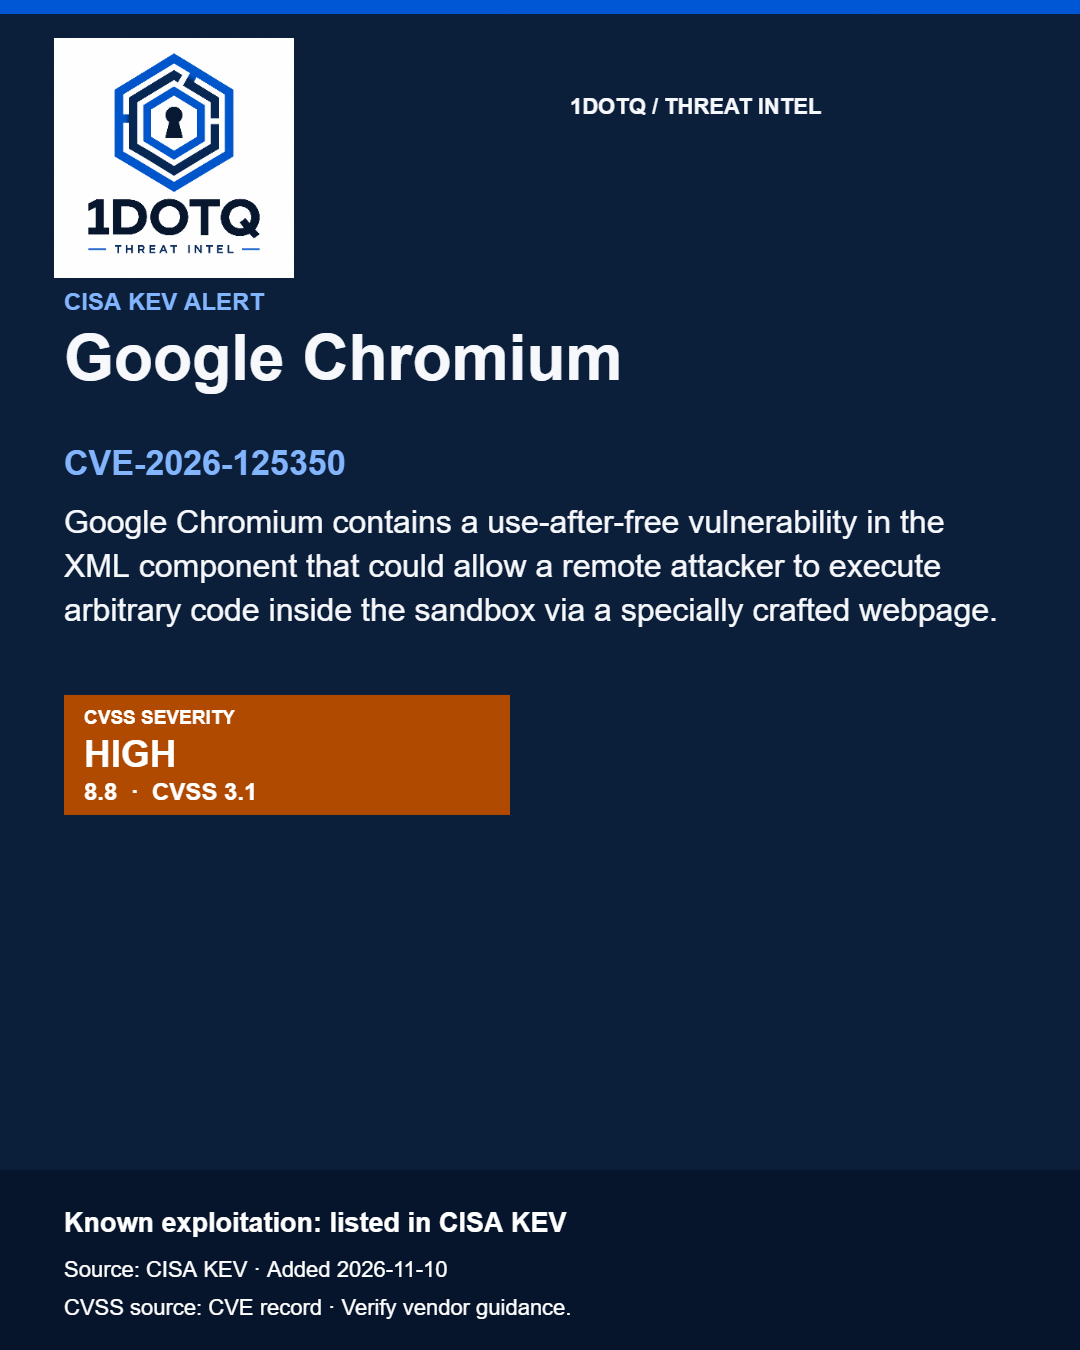 1DOTQ
THREAT INTEL
1DOTQ / THREAT INTEL
CISA KEV ALERT
Google Chromium
CVE-2026-125350
Google Chromium contains a use-after-free vulnerability in the
XML component that could allow a remote attacker to execute
arbitrary code inside the sandbox via a specially crafted webpage.
CVSS SEVERITY
HIGH
8.8 · CVSS 3.1
Known exploitation: listed in CISA KEV
Source: CISA KEV · Added 2026-11-10
CVSS source: CVE record · Verify vendor guidance.